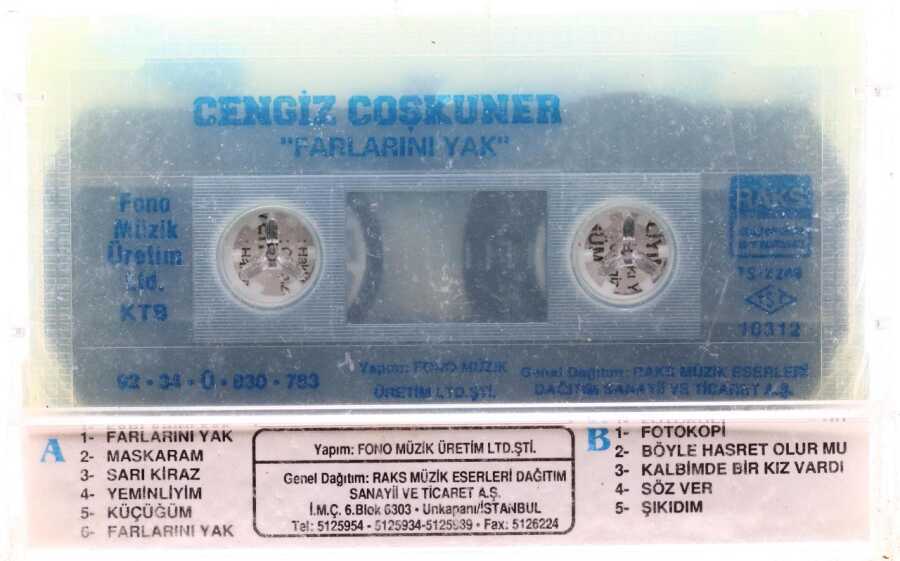 CENGİZ COŞKUNER
"FARLARINI YAK"
Fono
Müzik
Üretim
Ltd.
KTB
RAKS
TS-2248
TSE
10312
92 • 34 • Ü • 830 • 783
Yapım: FONO MÜZİK
ÜRETİM LTD.ŞTİ.
Genel Dağıtım: RAKS MÜZİK ESERLERİ
DAĞITIM SANAYİİ VE TİCARET A.Ş.
A
1- FARLARINI YAK
2- MASKARAM
3- SARI KİRAZ
4- YEMİNLİYİM
5- KÜÇÜĞÜM
6- FARLARINI YAK
Yapım: FONO MÜZİK ÜRETİM LTD.ŞTİ.
Genel Dağıtım: RAKS MÜZİK ESERLERİ DAĞITIM
SANAYİİ VE TİCARET A.Ş.
İ.M.Ç. 6.Blok 6303 • Unkapanı/İSTANBUL
Tel: 5125954 - 5125934-5125939 • Fax: 5126224
B
1- FOTOKOPİ
2- BÖYLE HASRET OLUR MU
3- KALBİMDE BİR KIZ VARDI
4- SÖZ VER
5- ŞIKIDIM